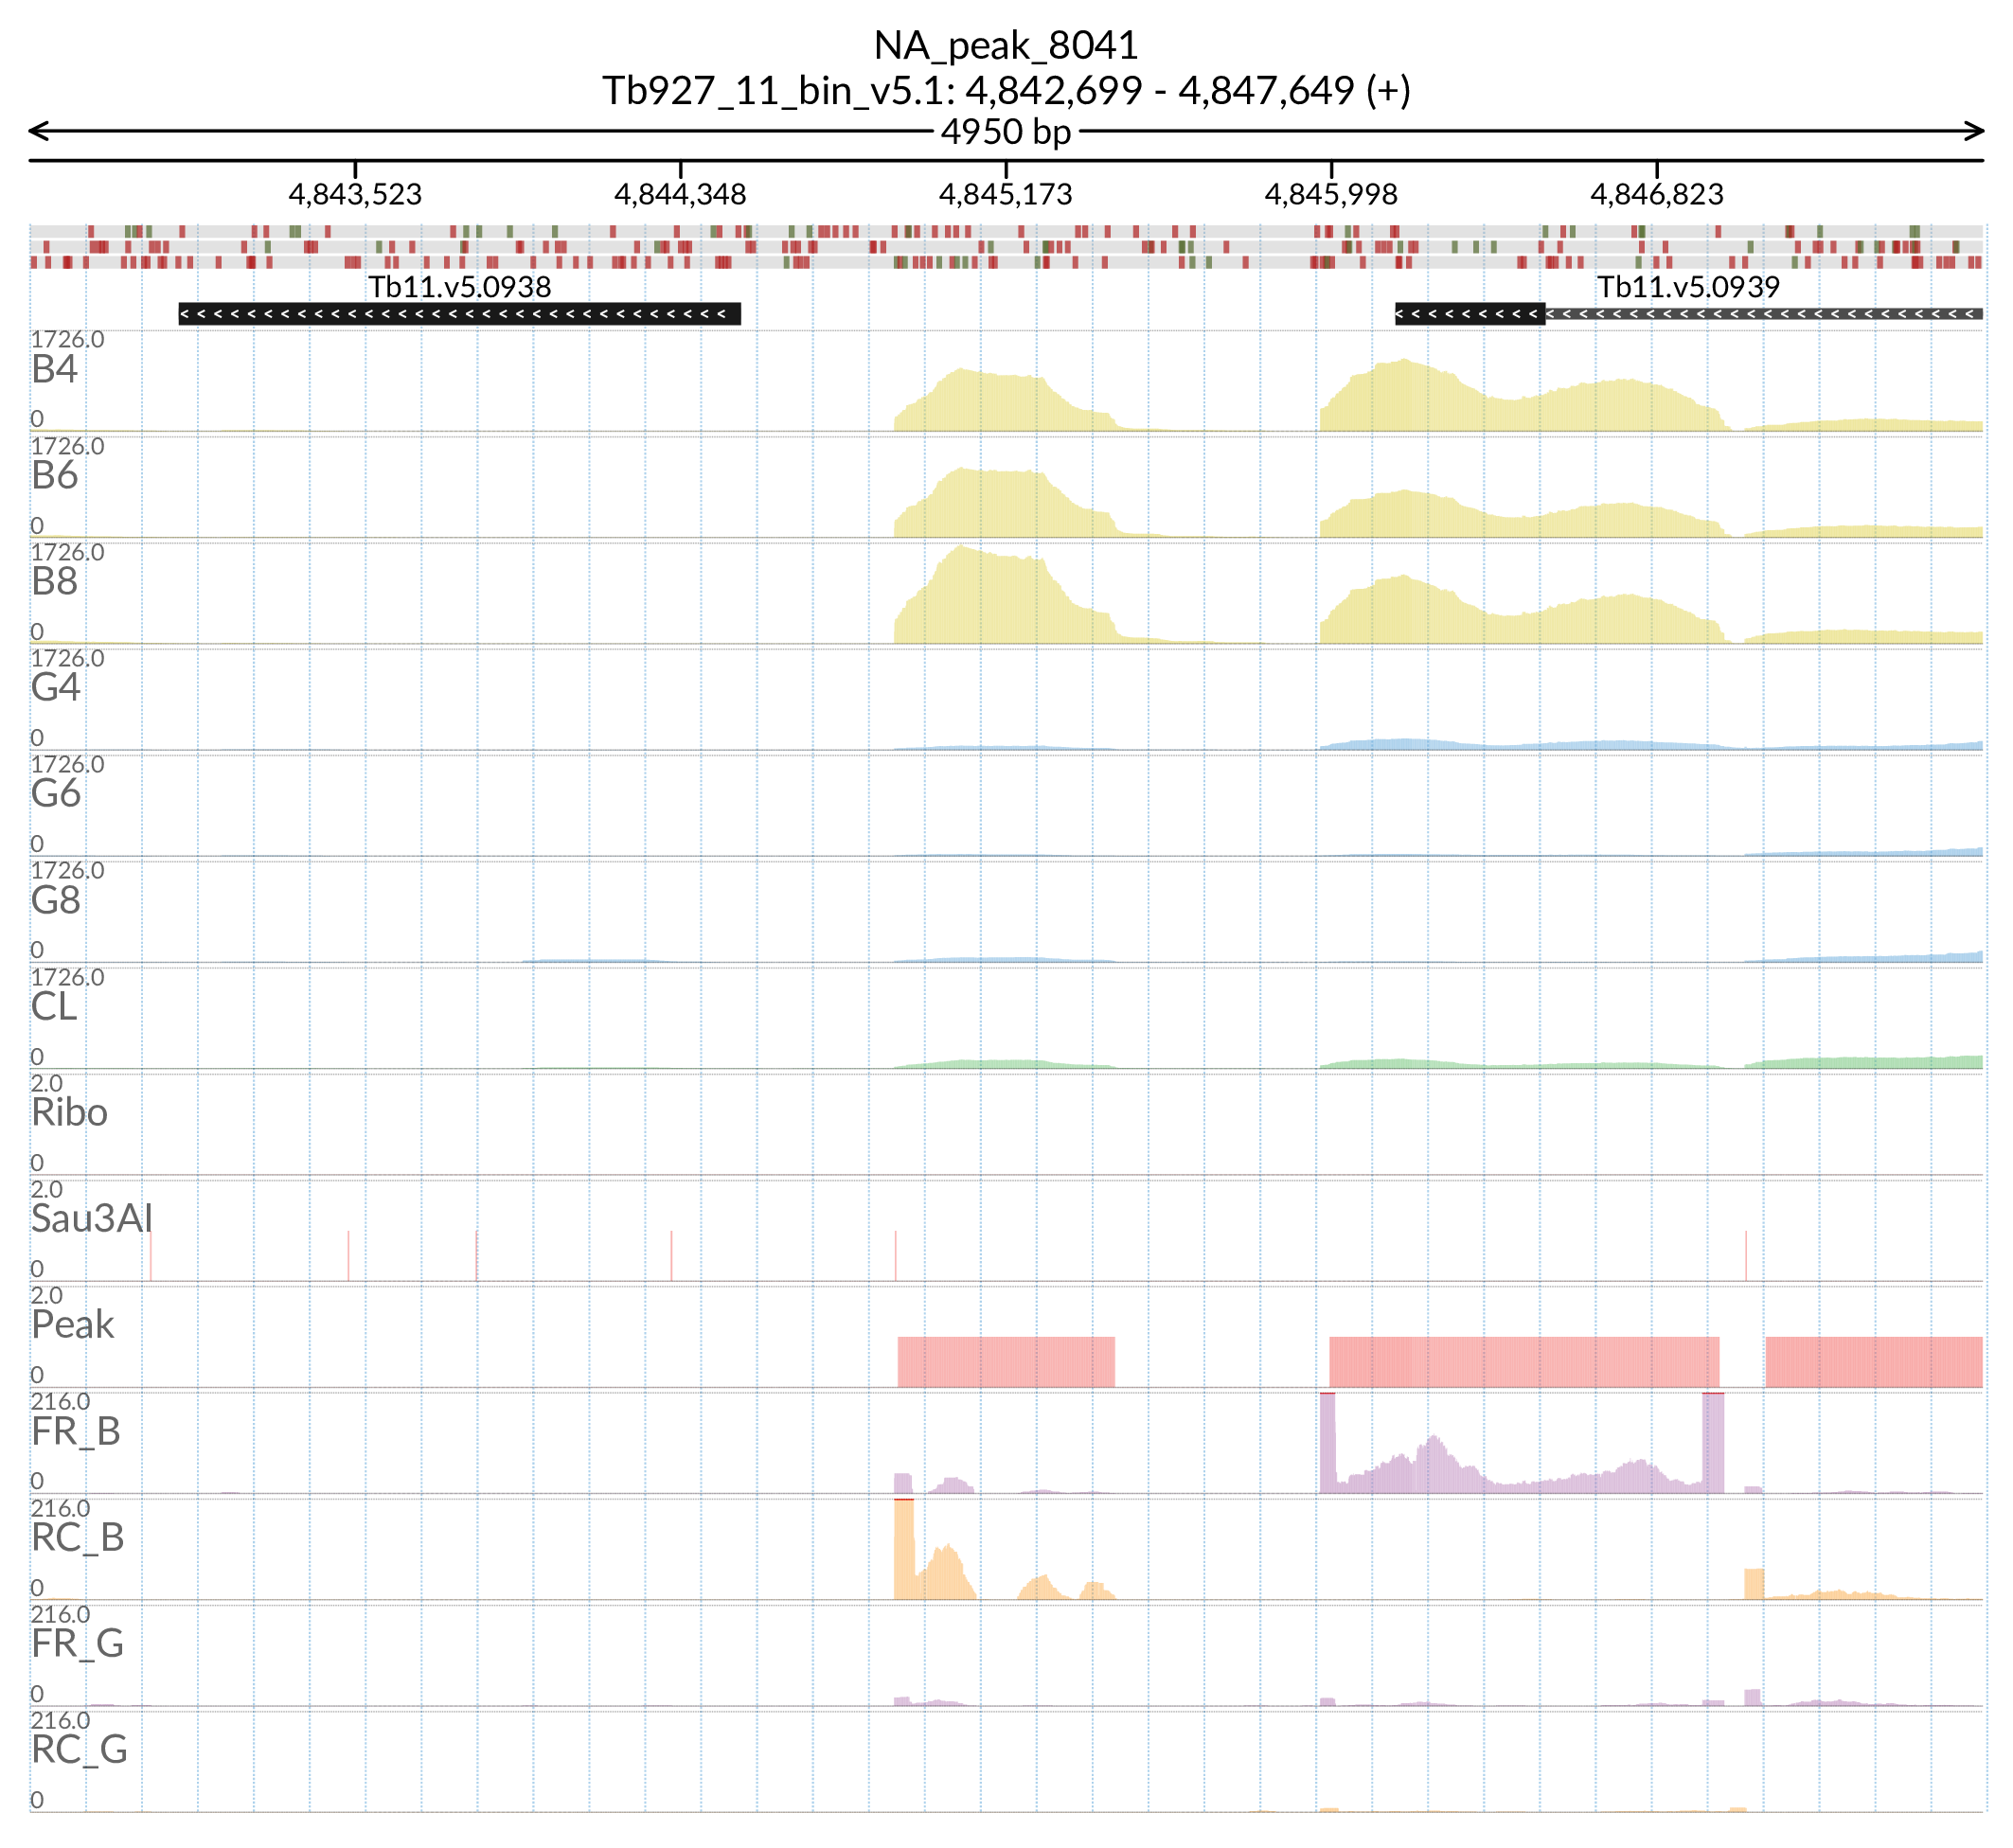 NA_peak_8041
Tb927_11_bin_v5.1: 4,842,699 - 4,847,649 (+)
4950 bp
4,843,523 4,844,348 4,845,173 4,845,998 4,846,823
Tb11.v5.0938 Tb11.v5.0939
1726.0
B4
0
1726.0
B6
0
1726.0
B8
0
1726.0
G4
0
1726.0
G6
0
1726.0
G8
0
1726.0
CL
0
2.0
Ribo
0
2.0
Sau3AI
0
2.0
Peak
0
216.0
FR_B
0
216.0
RC_B
0
216.0
FR_G
0
216.0
RC_G
0